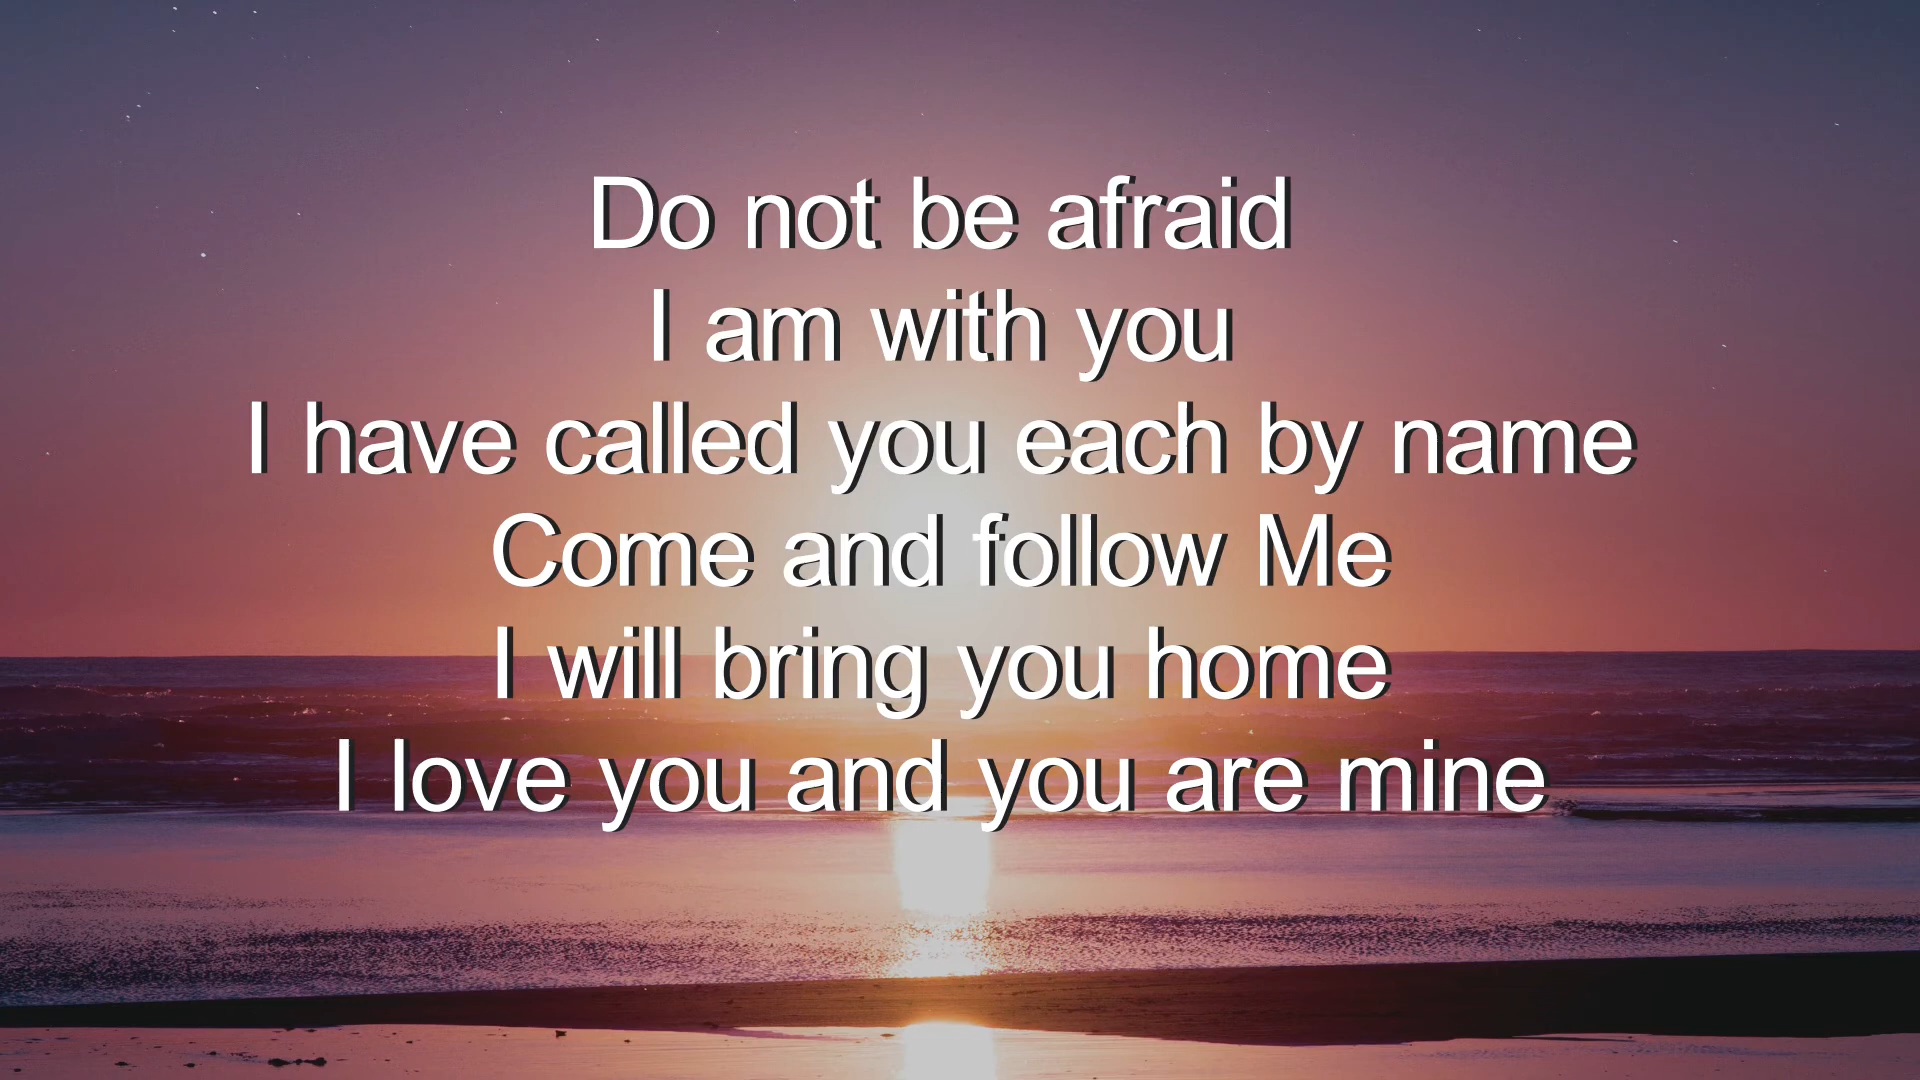 Do not be afraid
I am with you
I have called you each by name
Come and follow Me
I will bring you home
I love you and you are mine